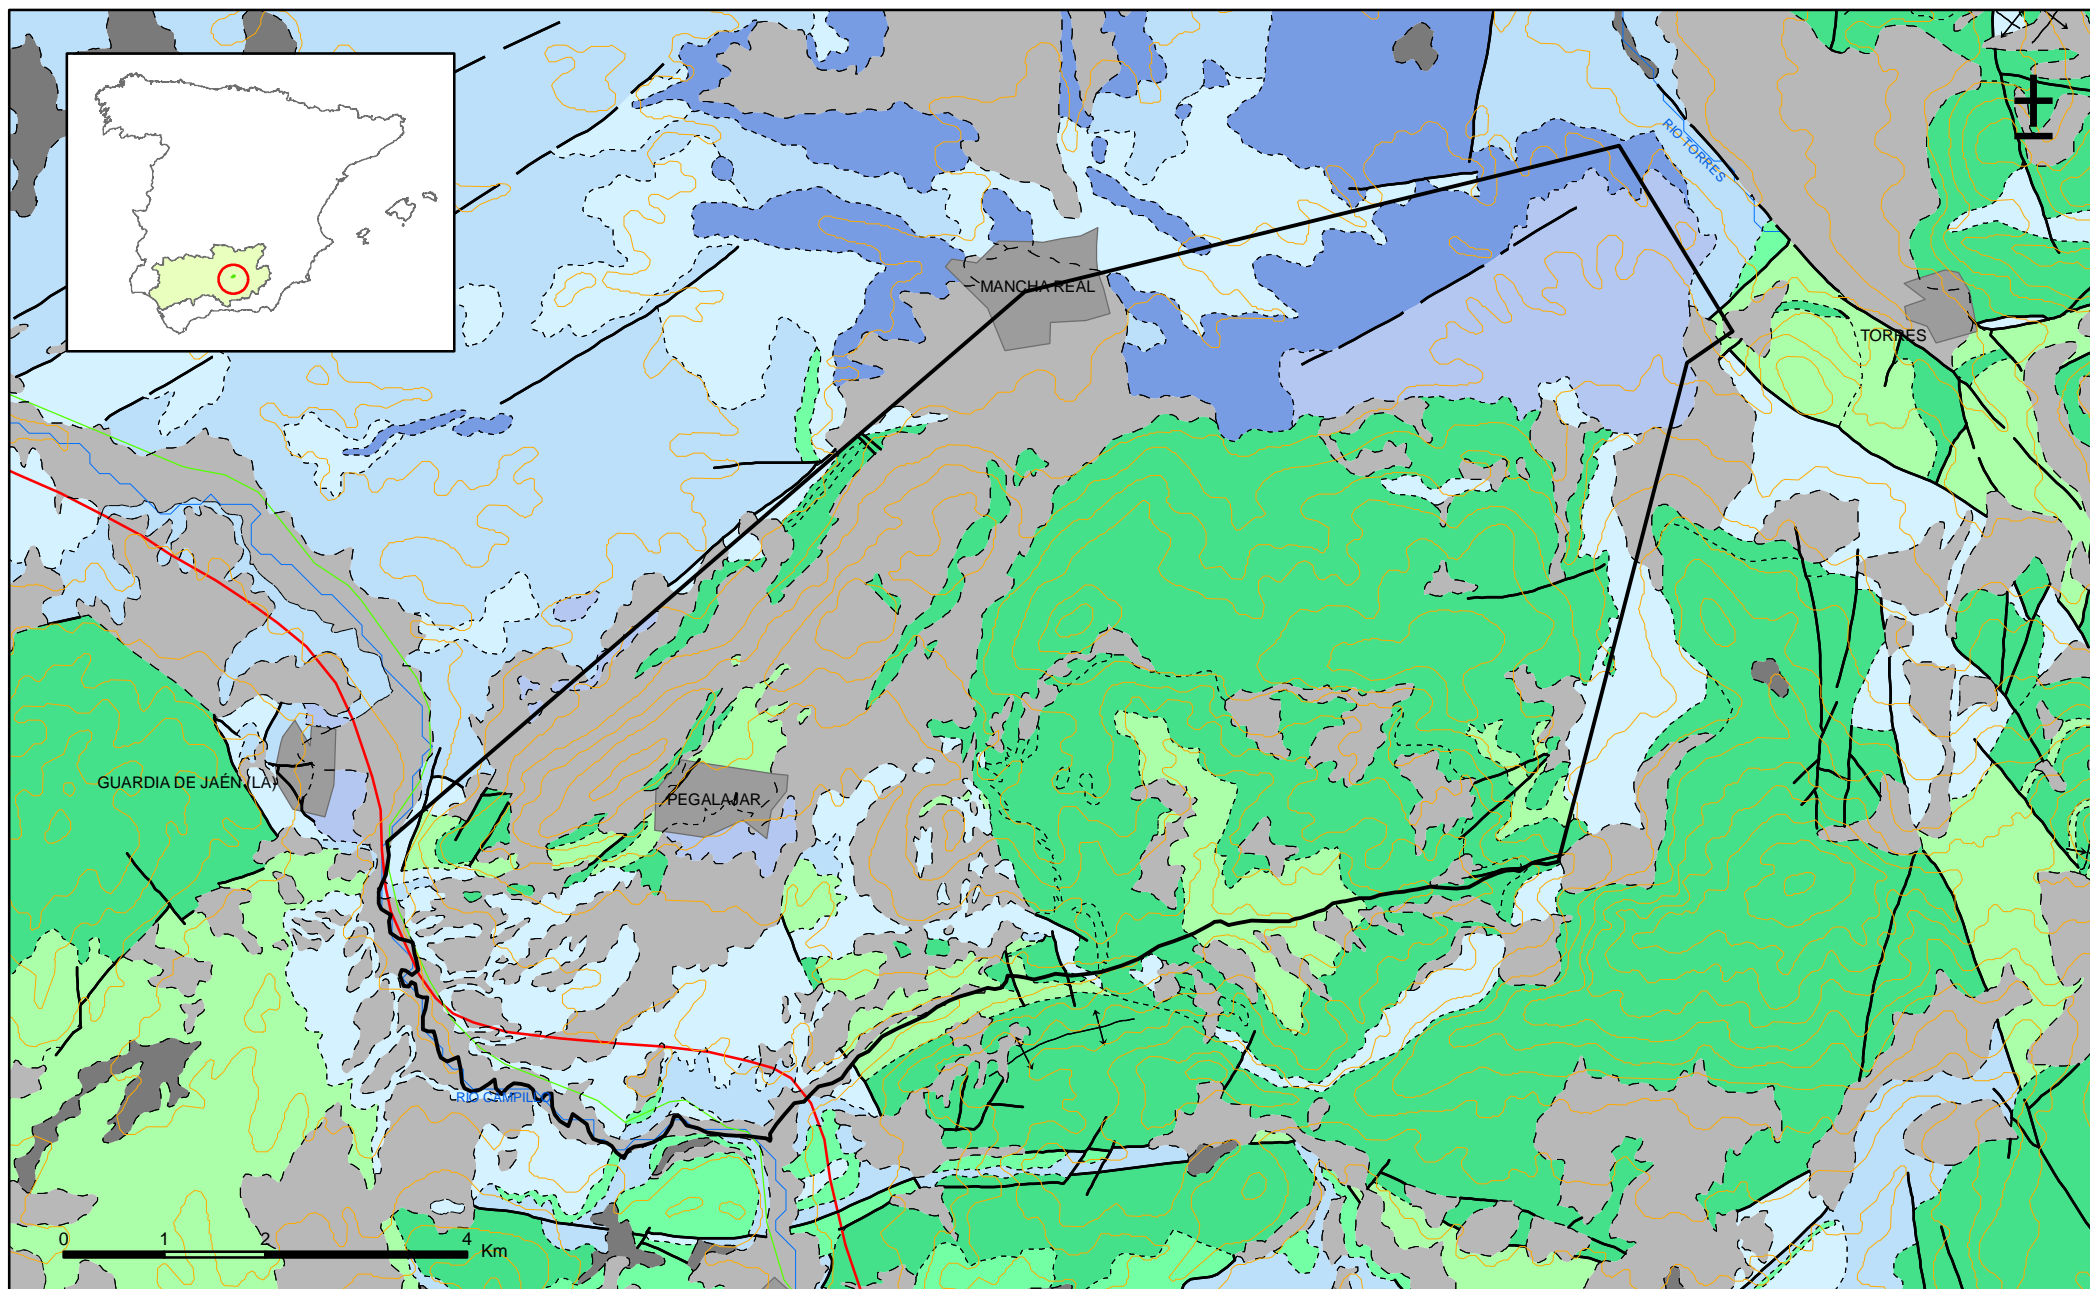 RIO TORRES
MANCHA REAL
TORRES
GUARDIA DE JAÉN (LA)
PEGALAJAR
RIO CAMPILLO
0 1 2 4 Km